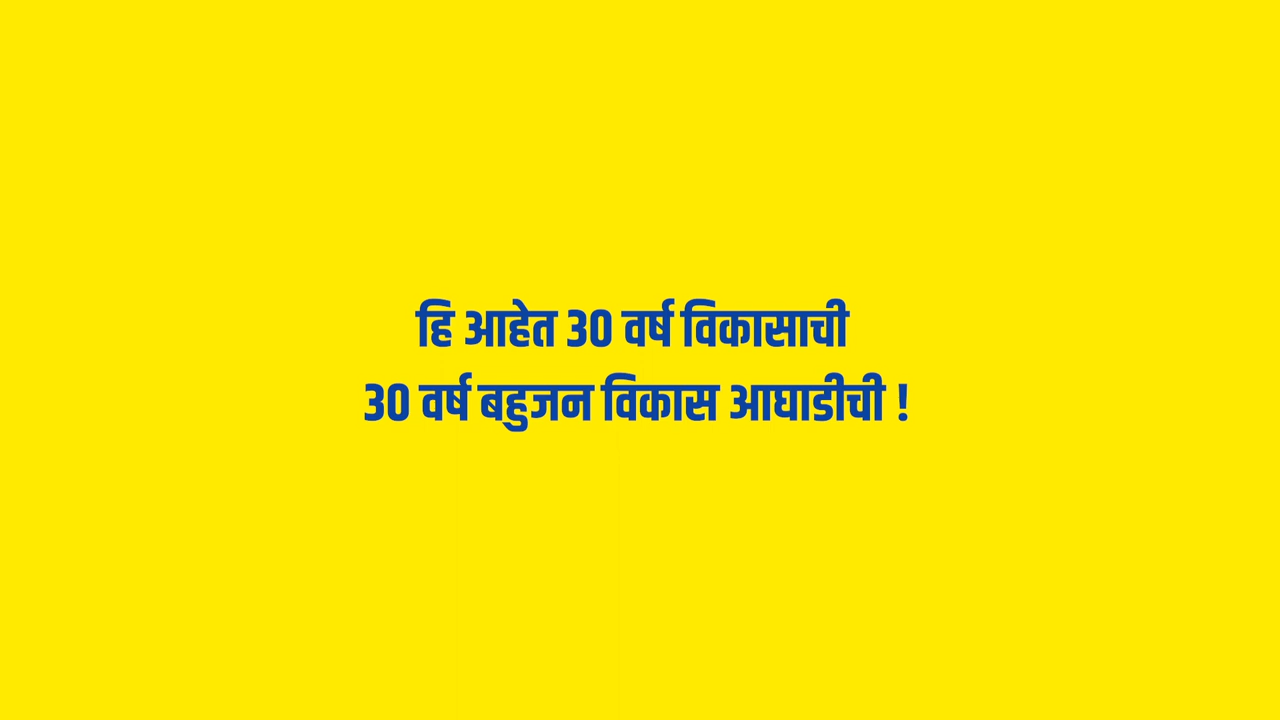 हि आहेत 30 वर्ष विकासाची
30 वर्ष बहुजन विकास आघाडीची !